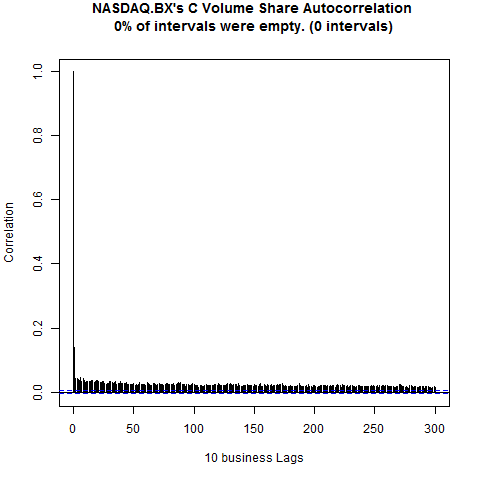 NASDAQ.BX's C Volume Share Autocorrelation
0% of intervals were empty. (0 intervals)
Correlation
1.0
0.8
0.6
0.4
0.2
0.0
0 50 100 150 200 250 300
10 business Lags